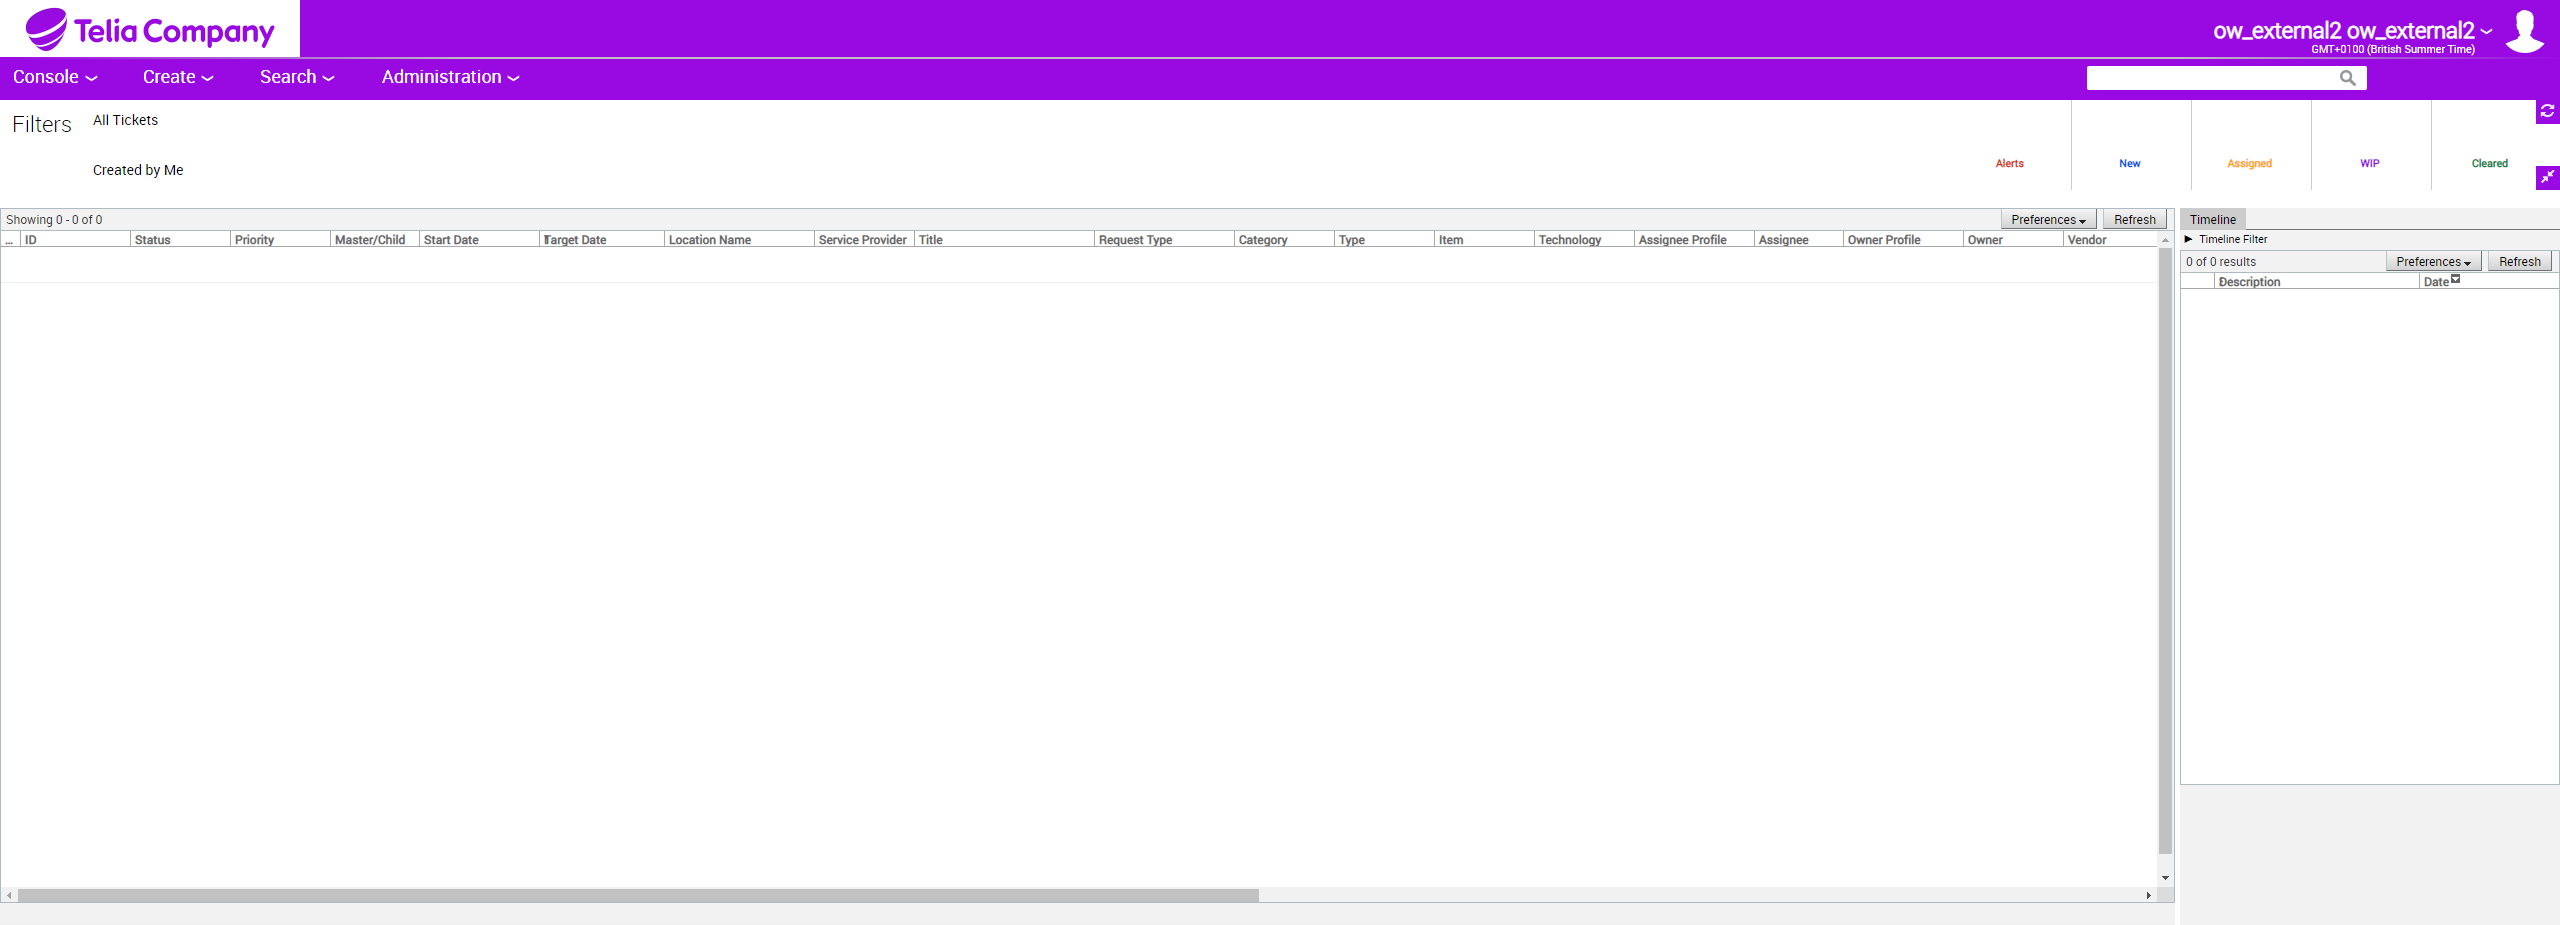 Telia Company
ow_external2 ow_external2
GMT+0100 (British Summer Time)
Console Create Search Administration
Filters All Tickets
Created by Me
Alerts New Assigned WIP Cleared
Showing 0 - 0 of 0 Preferences Refresh
... ID Status Priority Master/Child Start Date Target Date Location Name Service Provider Title Request Type Category Type Item Technology Assignee Profile Assignee Owner Profile Owner Vendor
Timeline
Timeline Filter
0 of 0 results Preferences Refresh
Description Date